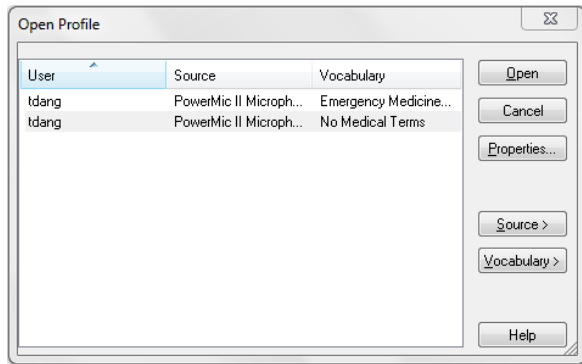 Open Profile
User Source Vocabulary
tdang PowerMic II Microph... Emergency Medicine...
tdang PowerMic II Microph... No Medical Terms
Open
Cancel
Properties...
Source >
Vocabulary >
Help